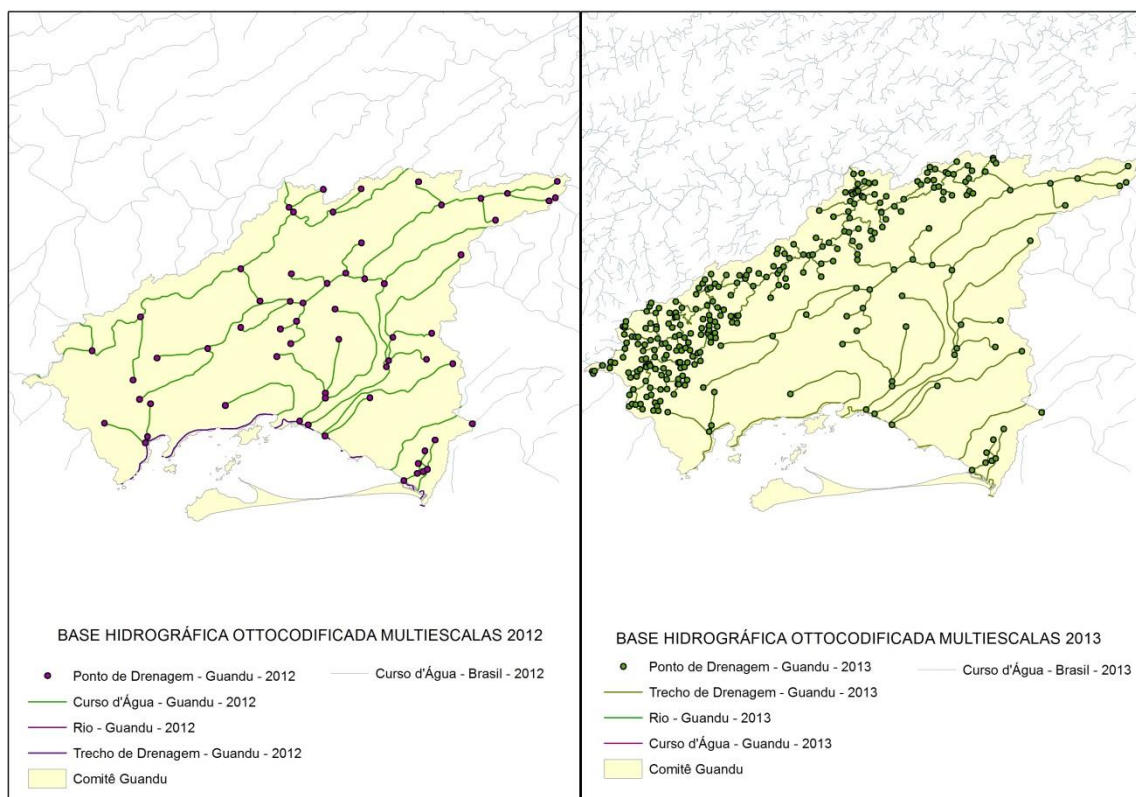 BASE HIDROGRÁFICA OTTOCODIFICADA MULTIESCALAS 2012
Ponto de Drenagem - Guandu - 2012
Curso d'Água - Brasil - 2012
Curso d'Água - Guandu - 2012
Rio - Guandu - 2012
Trecho de Drenagem - Guandu - 2012
Comitê Guandu
BASE HIDROGRÁFICA OTTOCODIFICADA MULTIESCALAS 2013
Ponto de Drenagem - Guandu - 2013
Curso d'Água - Brasil - 2013
Trecho de Drenagem - Guandu - 2013
Rio - Guandu - 2013
Curso d'Água - Guandu - 2013
Comitê Guandu